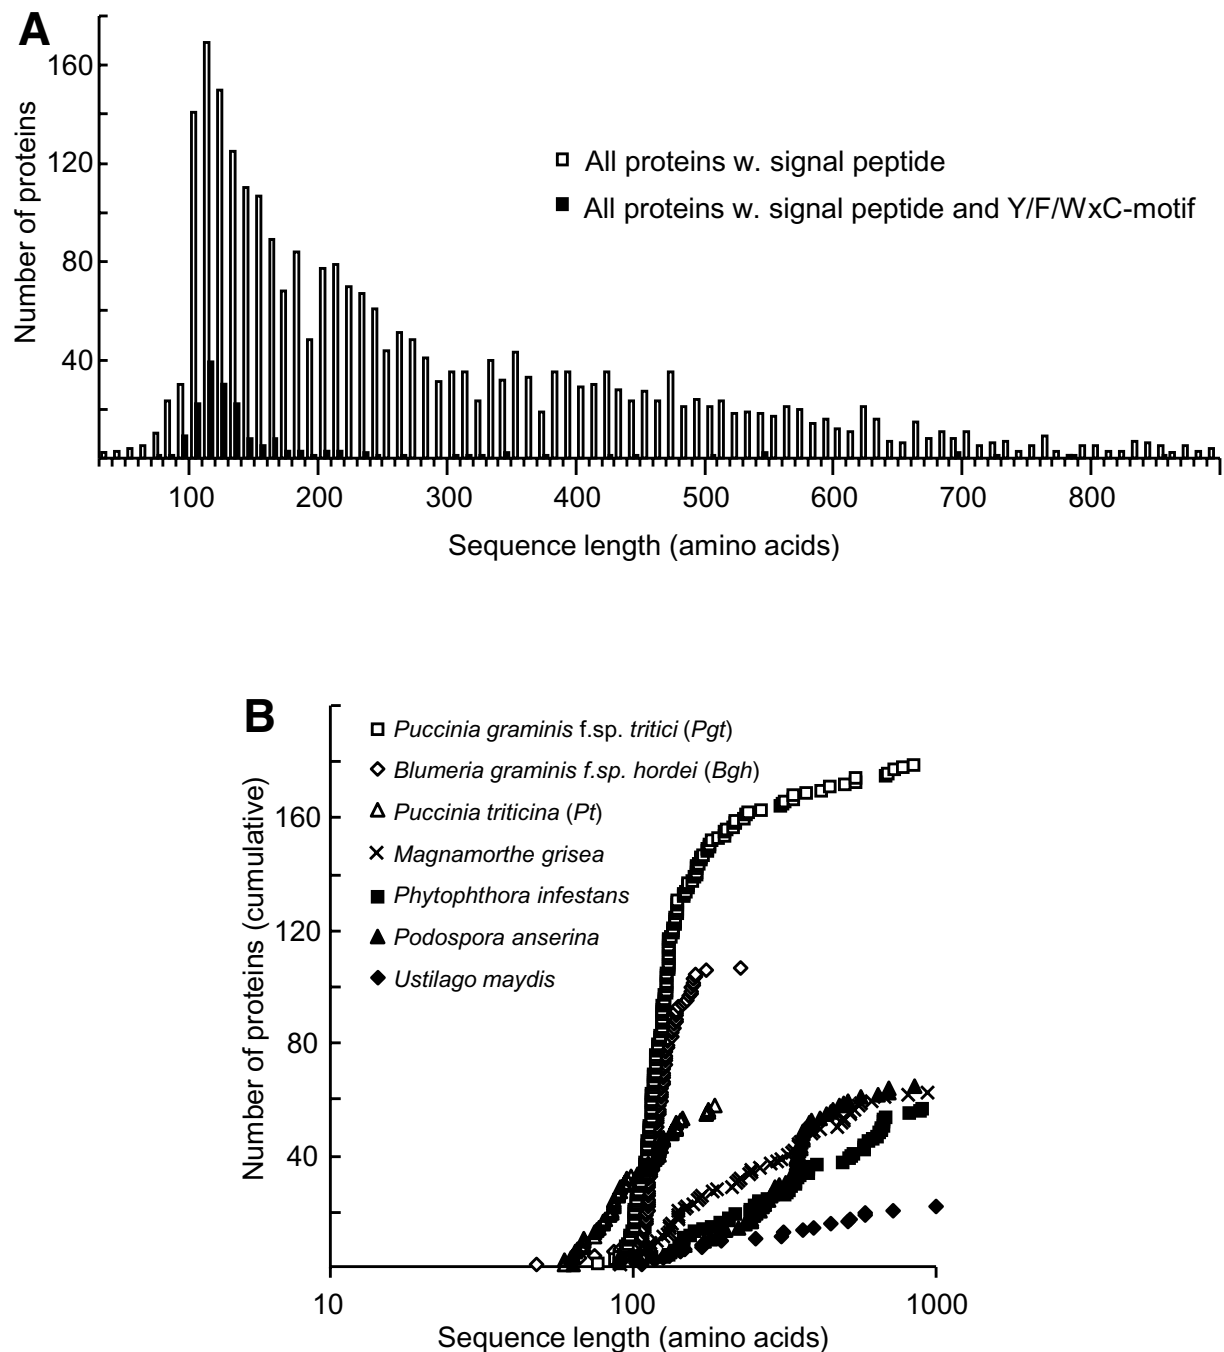 A
Number of proteins
160
120
80
40
All proteins w. signal peptide
All proteins w. signal peptide and Y/F/WxC-motif
100 200 300 400 500 600 700 800
Sequence length (amino acids)
B
Number of proteins (cumulative)
160
120
80
40
Puccinia graminis f.sp. tritici (Pgt)
Blumeria graminis f.sp. hordei (Bgh)
Puccinia triticina (Pt)
Magnamorthe grisea
Phytophthora infestans
Podospora anserina
Ustilago maydis
10 100 1000
Sequence length (amino acids)